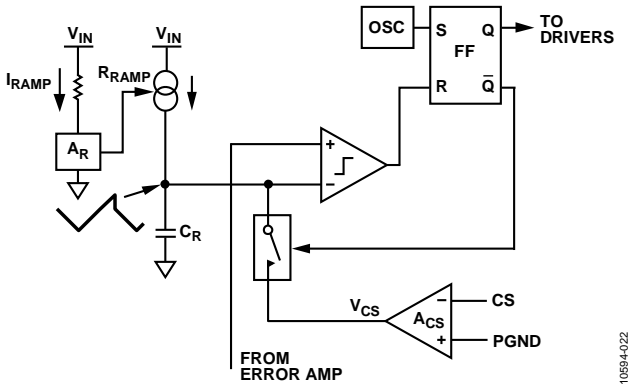 OSC
S
Q
FF
R
Q̅
TO
DRIVERS
VIN
VIN
IRAMP
RRAMP
AR
+
−
CR
VCS
−
ACS
+
CS
PGND
FROM
ERROR AMP
10594-022